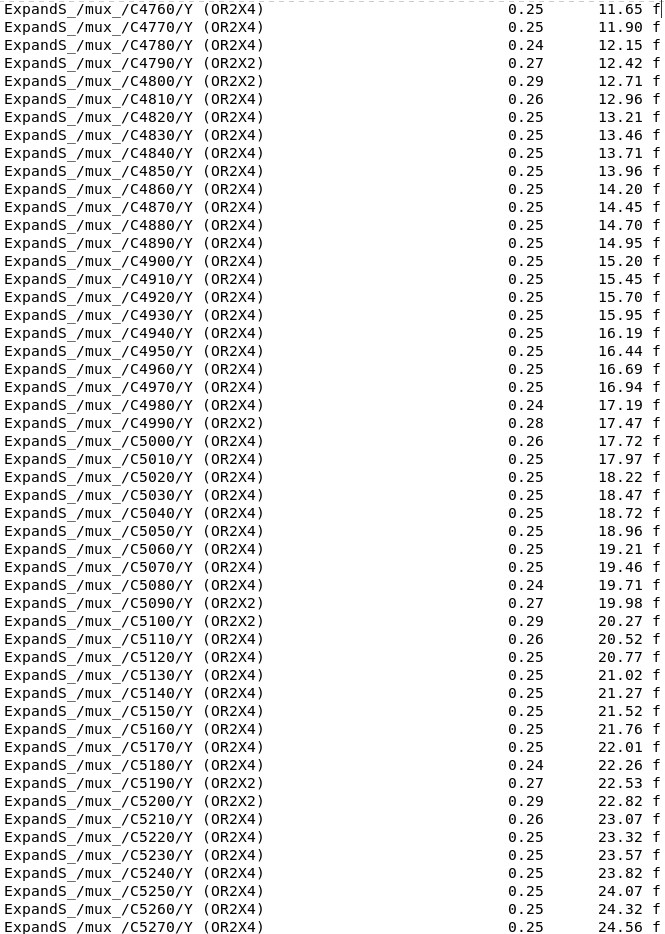 ExpandS_/mux_/C4760/Y (OR2X4) 0.25 11.65 f
ExpandS_/mux_/C4770/Y (OR2X4) 0.25 11.90 f
ExpandS_/mux_/C4780/Y (OR2X4) 0.24 12.15 f
ExpandS_/mux_/C4790/Y (OR2X2) 0.27 12.42 f
ExpandS_/mux_/C4800/Y (OR2X2) 0.29 12.71 f
ExpandS_/mux_/C4810/Y (OR2X4) 0.26 12.96 f
ExpandS_/mux_/C4820/Y (OR2X4) 0.25 13.21 f
ExpandS_/mux_/C4830/Y (OR2X4) 0.25 13.46 f
ExpandS_/mux_/C4840/Y (OR2X4) 0.25 13.71 f
ExpandS_/mux_/C4850/Y (OR2X4) 0.25 13.96 f
ExpandS_/mux_/C4860/Y (OR2X4) 0.25 14.20 f
ExpandS_/mux_/C4870/Y (OR2X4) 0.25 14.45 f
ExpandS_/mux_/C4880/Y (OR2X4) 0.25 14.70 f
ExpandS_/mux_/C4890/Y (OR2X4) 0.25 14.95 f
ExpandS_/mux_/C4900/Y (OR2X4) 0.25 15.20 f
ExpandS_/mux_/C4910/Y (OR2X4) 0.25 15.45 f
ExpandS_/mux_/C4920/Y (OR2X4) 0.25 15.70 f
ExpandS_/mux_/C4930/Y (OR2X4) 0.25 15.95 f
ExpandS_/mux_/C4940/Y (OR2X4) 0.25 16.19 f
ExpandS_/mux_/C4950/Y (OR2X4) 0.25 16.44 f
ExpandS_/mux_/C4960/Y (OR2X4) 0.25 16.69 f
ExpandS_/mux_/C4970/Y (OR2X4) 0.25 16.94 f
ExpandS_/mux_/C4980/Y (OR2X4) 0.24 17.19 f
ExpandS_/mux_/C4990/Y (OR2X2) 0.28 17.47 f
ExpandS_/mux_/C5000/Y (OR2X4) 0.26 17.72 f
ExpandS_/mux_/C5010/Y (OR2X4) 0.25 17.97 f
ExpandS_/mux_/C5020/Y (OR2X4) 0.25 18.22 f
ExpandS_/mux_/C5030/Y (OR2X4) 0.25 18.47 f
ExpandS_/mux_/C5040/Y (OR2X4) 0.25 18.72 f
ExpandS_/mux_/C5050/Y (OR2X4) 0.25 18.96 f
ExpandS_/mux_/C5060/Y (OR2X4) 0.25 19.21 f
ExpandS_/mux_/C5070/Y (OR2X4) 0.25 19.46 f
ExpandS_/mux_/C5080/Y (OR2X4) 0.24 19.71 f
ExpandS_/mux_/C5090/Y (OR2X2) 0.27 19.98 f
ExpandS_/mux_/C5100/Y (OR2X2) 0.29 20.27 f
ExpandS_/mux_/C5110/Y (OR2X4) 0.26 20.52 f
ExpandS_/mux_/C5120/Y (OR2X4) 0.25 20.77 f
ExpandS_/mux_/C5130/Y (OR2X4) 0.25 21.02 f
ExpandS_/mux_/C5140/Y (OR2X4) 0.25 21.27 f
ExpandS_/mux_/C5150/Y (OR2X4) 0.25 21.52 f
ExpandS_/mux_/C5160/Y (OR2X4) 0.25 21.76 f
ExpandS_/mux_/C5170/Y (OR2X4) 0.25 22.01 f
ExpandS_/mux_/C5180/Y (OR2X4) 0.24 22.26 f
ExpandS_/mux_/C5190/Y (OR2X2) 0.27 22.53 f
ExpandS_/mux_/C5200/Y (OR2X2) 0.29 22.82 f
ExpandS_/mux_/C5210/Y (OR2X4) 0.26 23.07 f
ExpandS_/mux_/C5220/Y (OR2X4) 0.25 23.32 f
ExpandS_/mux_/C5230/Y (OR2X4) 0.25 23.57 f
ExpandS_/mux_/C5240/Y (OR2X4) 0.25 23.82 f
ExpandS_/mux_/C5250/Y (OR2X4) 0.25 24.07 f
ExpandS_/mux_/C5260/Y (OR2X4) 0.25 24.32 f
ExpandS_/mux_/C5270/Y (OR2X4) 0.25 24.56 f